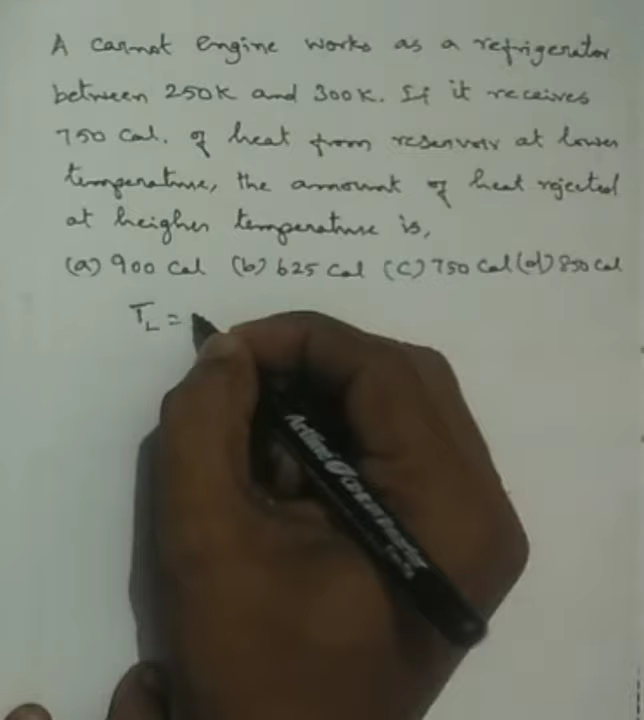 A carnot engine works as a refrigerator
between 250K and 300K. If it receives
750 Cal. of heat from reservoir at lower
temperature, the amount of heat rejected
at heigher temperature is,
(a) 900 Cal (b) 625 Cal (c) 750 Cal (d) 850 Cal
T_L =
Artline